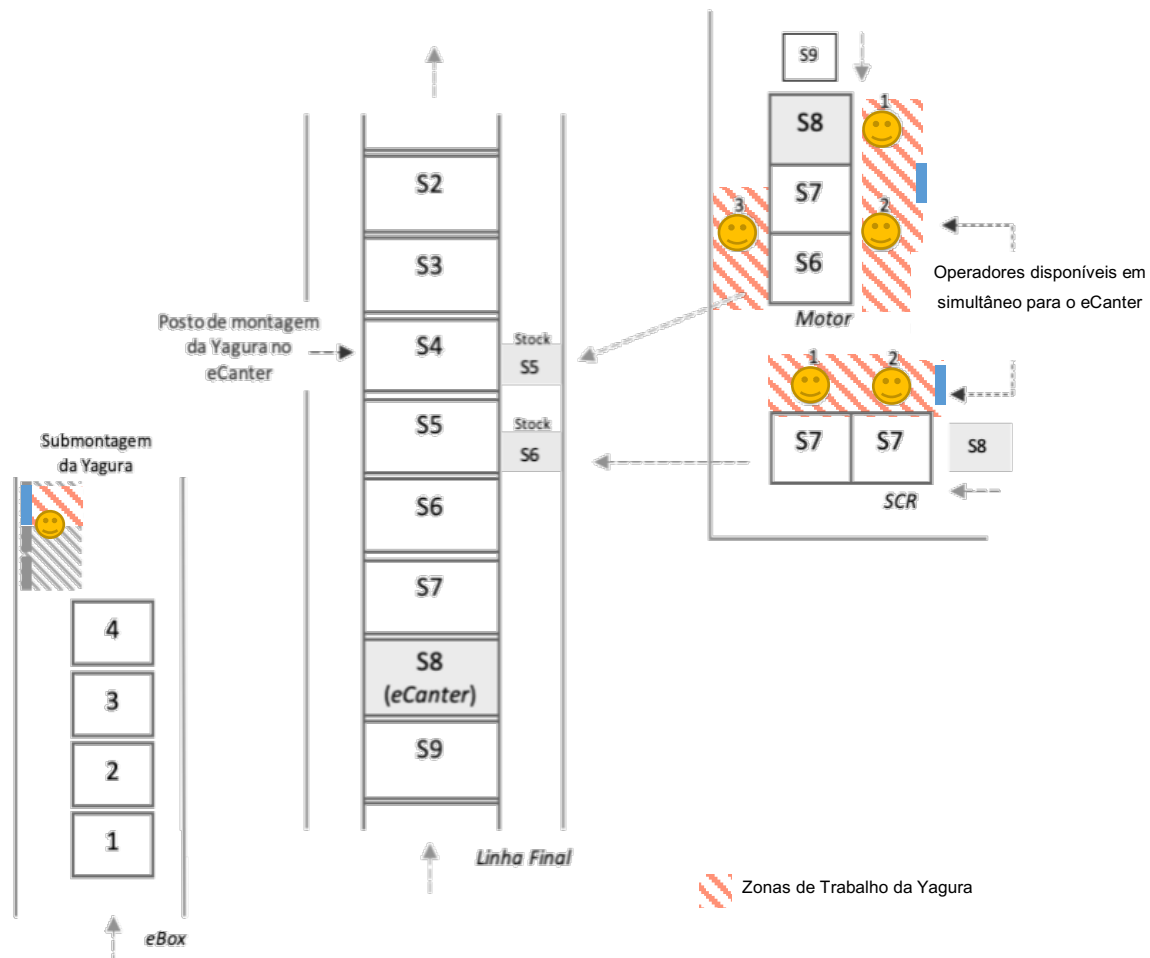 S2
S3
S4
S5
S6
S7
S8
(eCanter)
S9
Stock
S5
Stock
S6
Posto de montagem
da Yagura no
eCanter
Linha Final
Submontagem
da Yagura
4
3
2
1
eBox
S9
S8
S7
S6
1
2
3
Motor
Operadores disponíveis em
simultâneo para o eCanter
1
2
S7
S7
S8
SCR
Zonas de Trabalho da Yagura